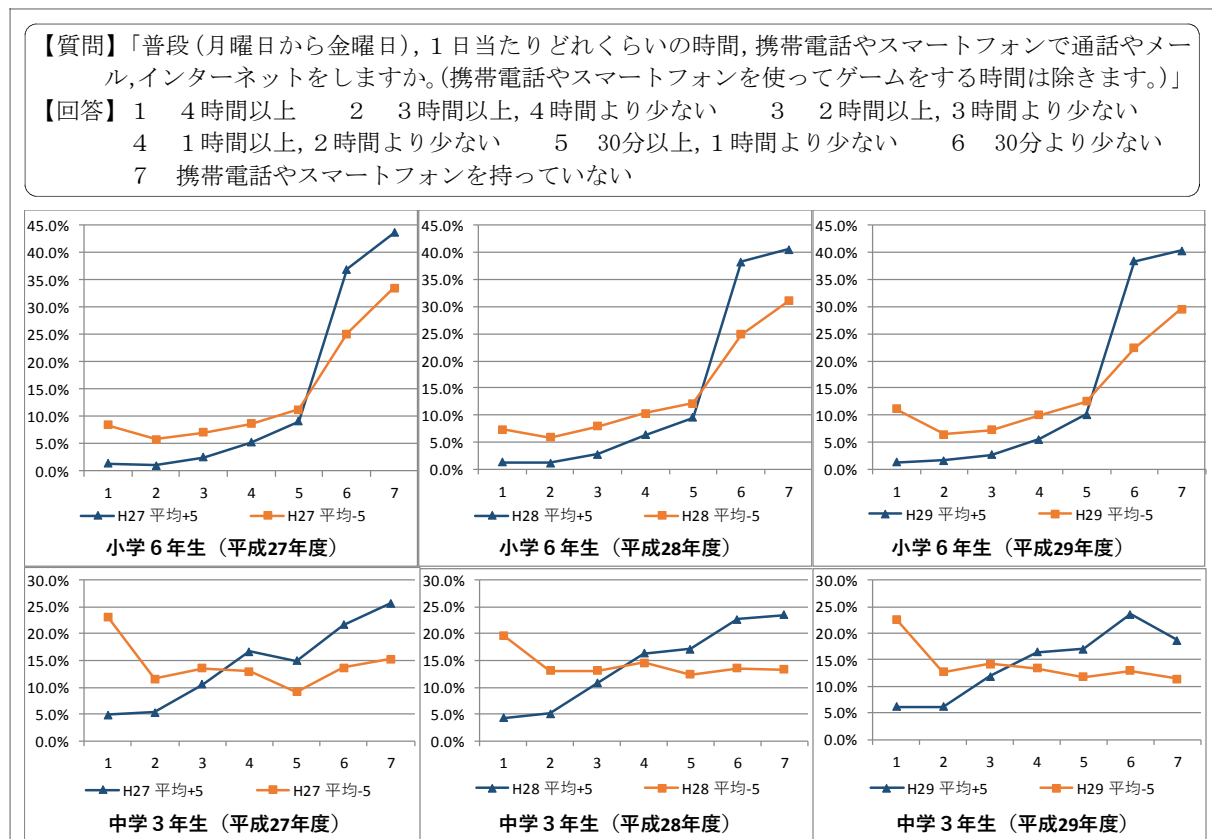 【質問】「普段(月曜日から金曜日),１日当たりどれくらいの時間,携帯電話やスマートフォンで通話やメー
ル,インターネットをしますか。(携帯電話やスマートフォンを使ってゲームをする時間は除きます。)」
【回答】１　４時間以上　　２　３時間以上,４時間より少ない　　３　２時間以上,３時間より少ない
４　１時間以上,２時間より少ない　　５　30分以上,１時間より少ない　　６　30分より少ない
７　携帯電話やスマートフォンを持っていない
45.0%
40.0%
35.0%
30.0%
25.0%
20.0%
15.0%
10.0%
5.0%
0.0%
1 2 3 4 5 6 7
H27 平均+5 H27 平均-5
小学６年生（平成27年度）
45.0%
40.0%
35.0%
30.0%
25.0%
20.0%
15.0%
10.0%
5.0%
0.0%
1 2 3 4 5 6 7
H28 平均+5 H28 平均-5
小学６年生（平成28年度）
45.0%
40.0%
35.0%
30.0%
25.0%
20.0%
15.0%
10.0%
5.0%
0.0%
1 2 3 4 5 6 7
H29 平均+5 H29 平均-5
小学６年生（平成29年度）
30.0%
25.0%
20.0%
15.0%
10.0%
5.0%
0.0%
1 2 3 4 5 6 7
H27 平均+5 H27 平均-5
中学３年生（平成27年度）
30.0%
25.0%
20.0%
15.0%
10.0%
5.0%
0.0%
1 2 3 4 5 6 7
H28 平均+5 H28 平均-5
中学３年生（平成28年度）
30.0%
25.0%
20.0%
15.0%
10.0%
5.0%
0.0%
1 2 3 4 5 6 7
H29 平均+5 H29 平均-5
中学３年生（平成29年度）